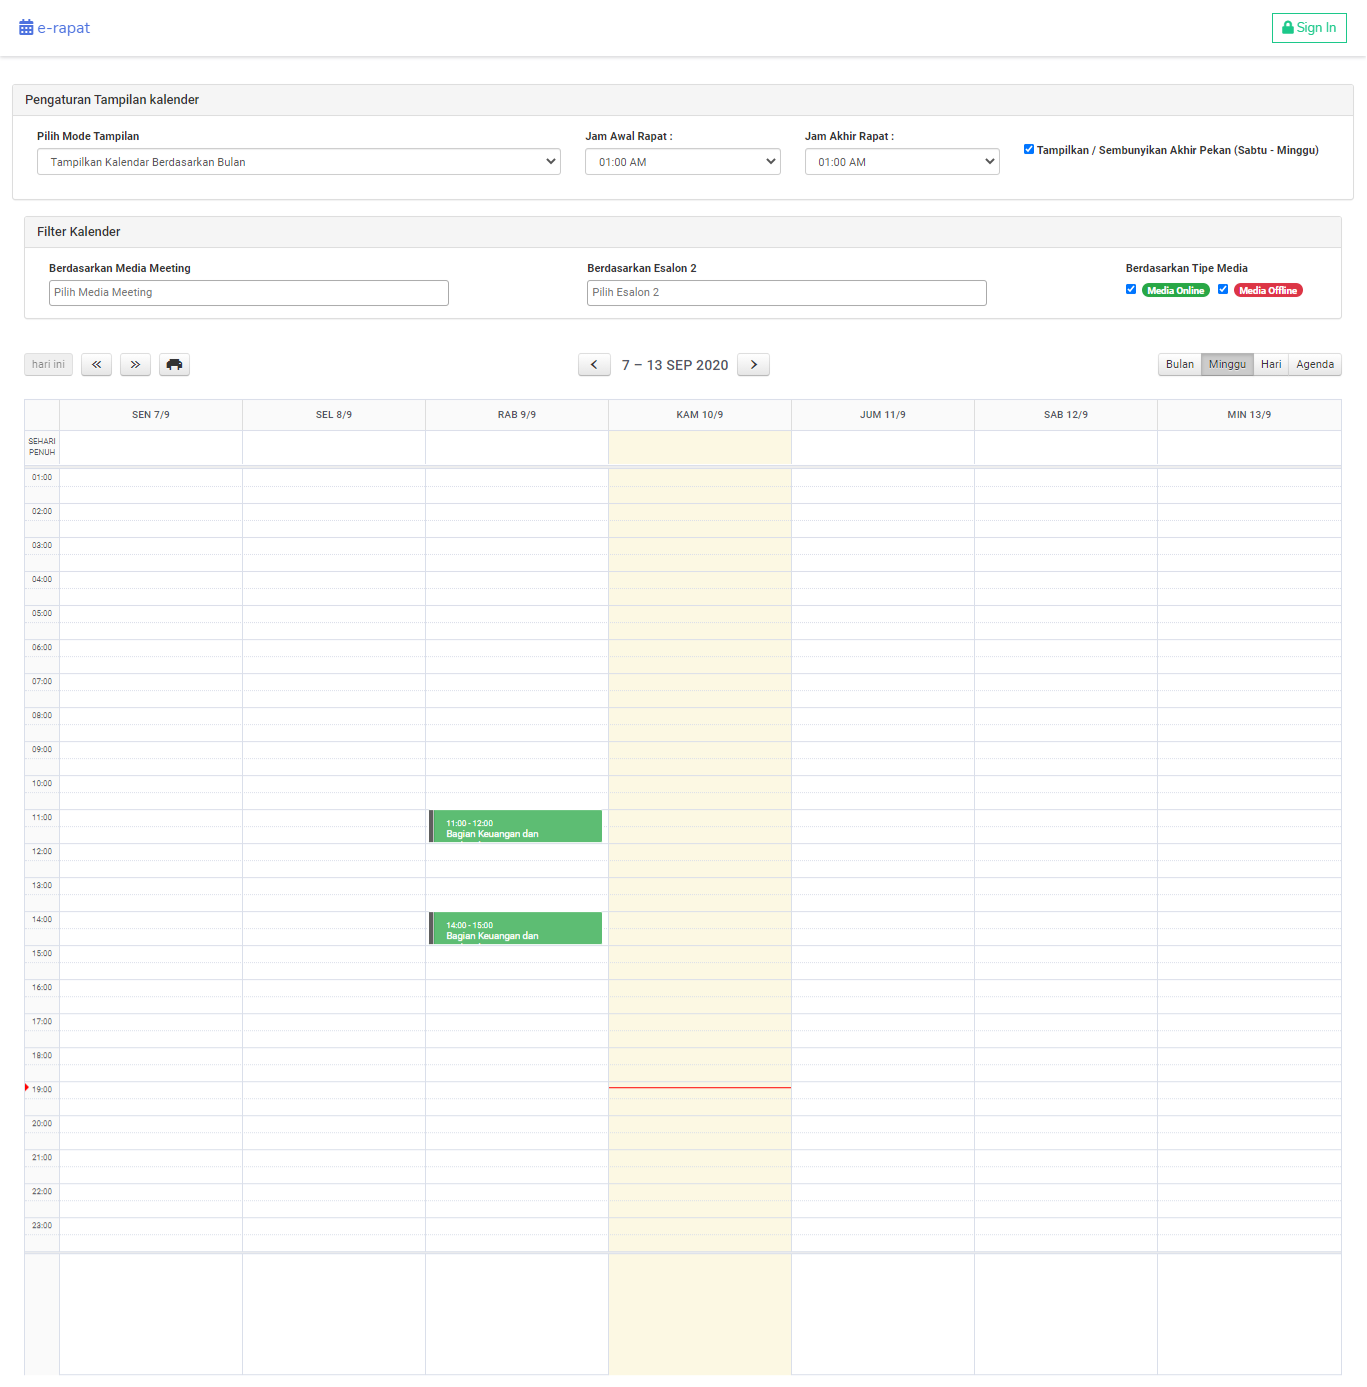 e-rapat
Sign In
Pengaturan Tampilan kalender
Pilih Mode Tampilan
Jam Awal Rapat :
Jam Akhir Rapat :
Tampilkan Kalendar Berdasarkan Bulan
01:00 AM
01:00 AM
Tampilkan / Sembunyikan Akhir Pekan (Sabtu - Minggu)
Filter Kalender
Berdasarkan Media Meeting
Berdasarkan Esalon 2
Berdasarkan Tipe Media
Pilih Media Meeting
Pilih Esalon 2
Media Online
Media Offline
hari ini
7 – 13 SEP 2020
Bulan
Minggu
Hari
Agenda
SEN 7/9
SEL 8/9
RAB 9/9
KAM 10/9
JUM 11/9
SAB 12/9
MIN 13/9
SEHARI
PENUH
01:00
02:00
03:00
04:00
05:00
06:00
07:00
08:00
09:00
10:00
11:00
11:00 - 12:00
Bagian Keuangan dan
12:00
13:00
14:00
14:00 - 15:00
Bagian Keuangan dan
15:00
16:00
17:00
18:00
19:00
20:00
21:00
22:00
23:00